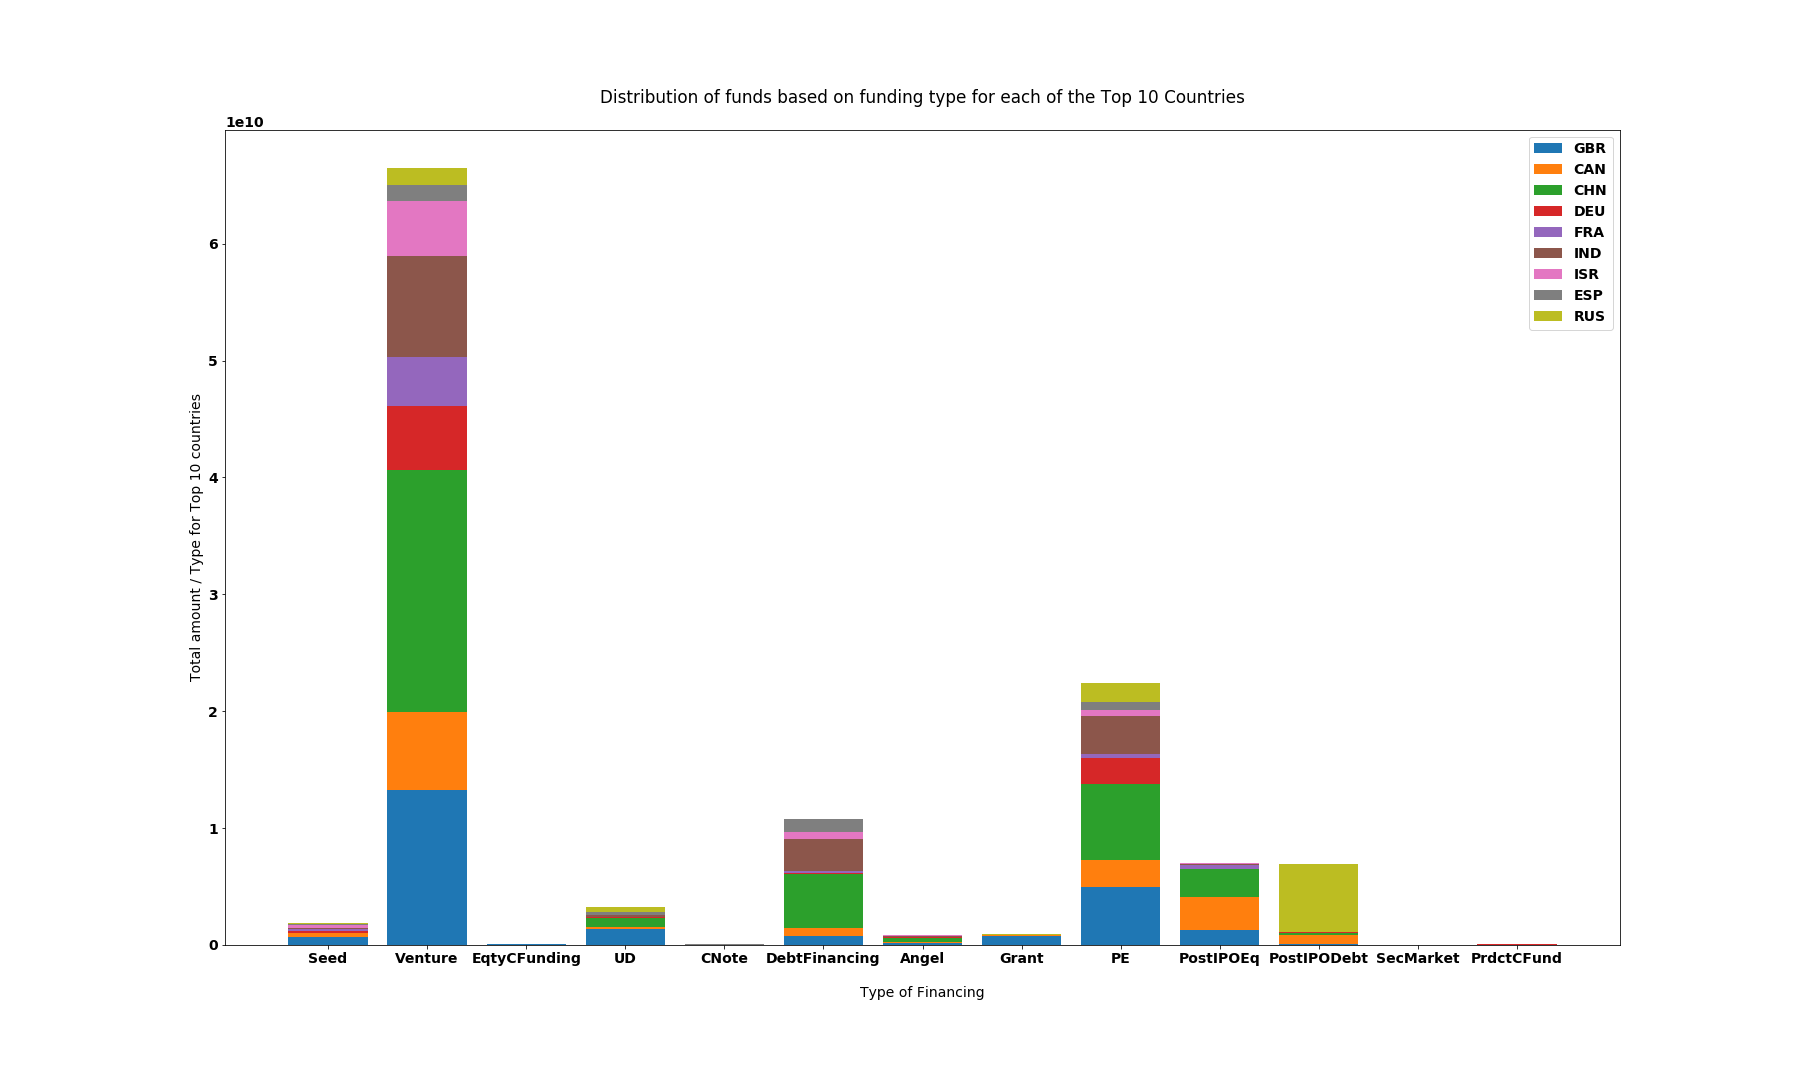 Distribution of funds based on funding type for each of the Top 10 Countries
1e10
GBR
CAN
CHN
DEU
FRA
IND
ISR
ESP
RUS
6
5
4
3
2
1
0
Total amount / Type for Top 10 countries
Seed Venture EqtyCFunding UD CNote DebtFinancing Angel Grant PE PostIPOEq PostIPODebt SecMarket PrdctCFund
Type of Financing